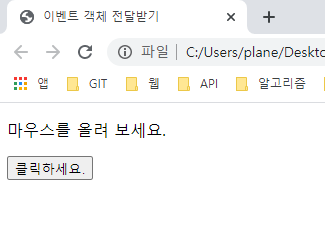 이벤트 객체 전달받기
파일 C:/Users/plane/Deskto
앱 GIT 웹 API 알고리즘
마우스를 올려 보세요.
클릭하세요.